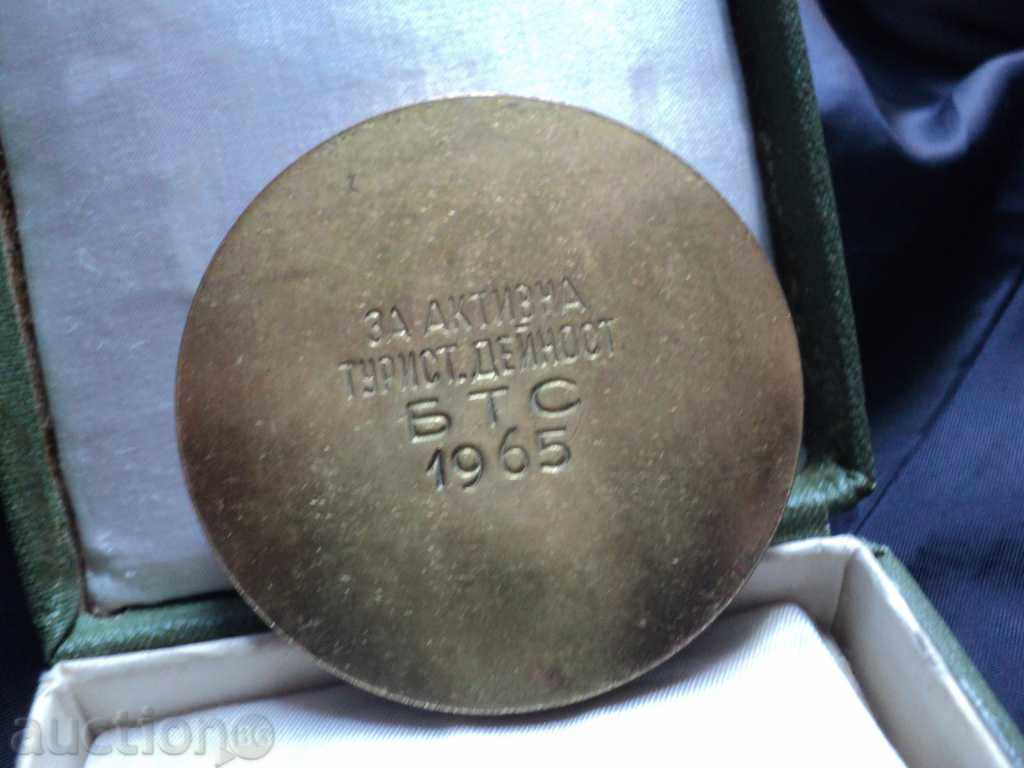 ЗА АКТИВНА
ТУРИСТ. ДЕЙНОСТ
БТС
1965
auction BG